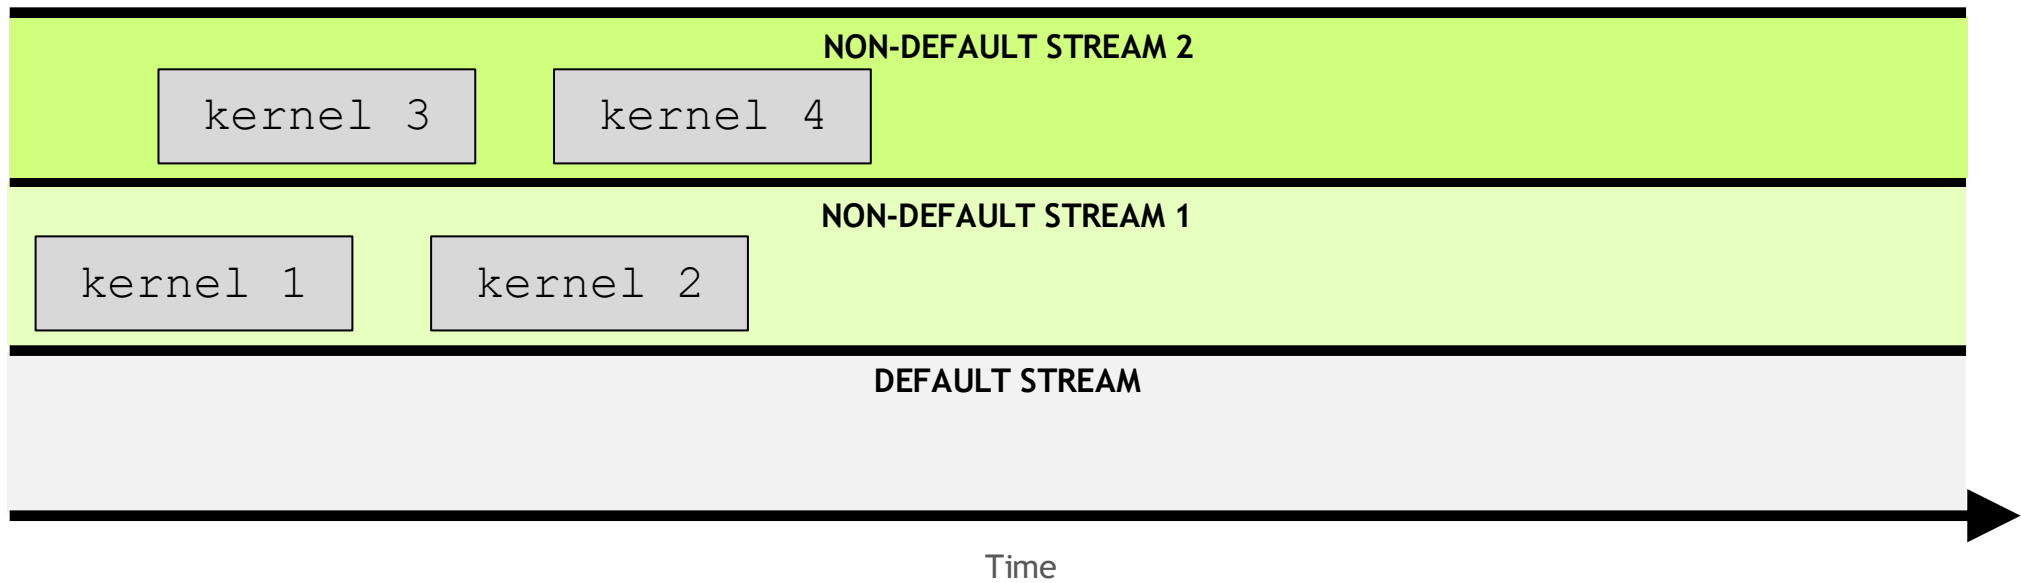 NON-DEFAULT STREAM 2
kernel 3
kernel 4
NON-DEFAULT STREAM 1
kernel 1
kernel 2
DEFAULT STREAM
Time